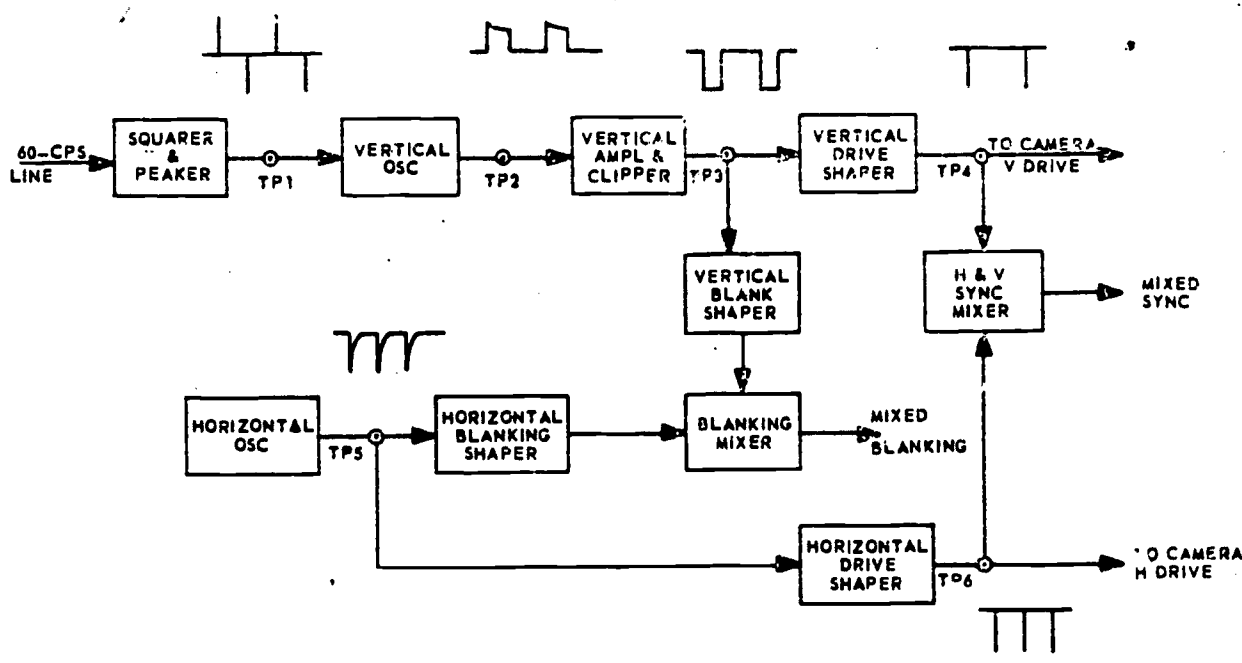 60-CPS
LINE
SQUARER
&
PEAKER
TP1
VERTICAL
OSC
TP2
VERTICAL
AMPL &
CLIPPER
TP3
VERTICAL
DRIVE
SHAPER
TP4
TO CAMERA
V DRIVE
VERTICAL
BLANK
SHAPER
H & V
SYNC
MIXER
MIXED
SYNC
HORIZONTAL
OSC
TP5
HORIZONTAL
BLANKING
SHAPER
BLANKING
MIXER
MIXED
BLANKING
HORIZONTAL
DRIVE
SHAPER
TP6
TO CAMERA
H DRIVE